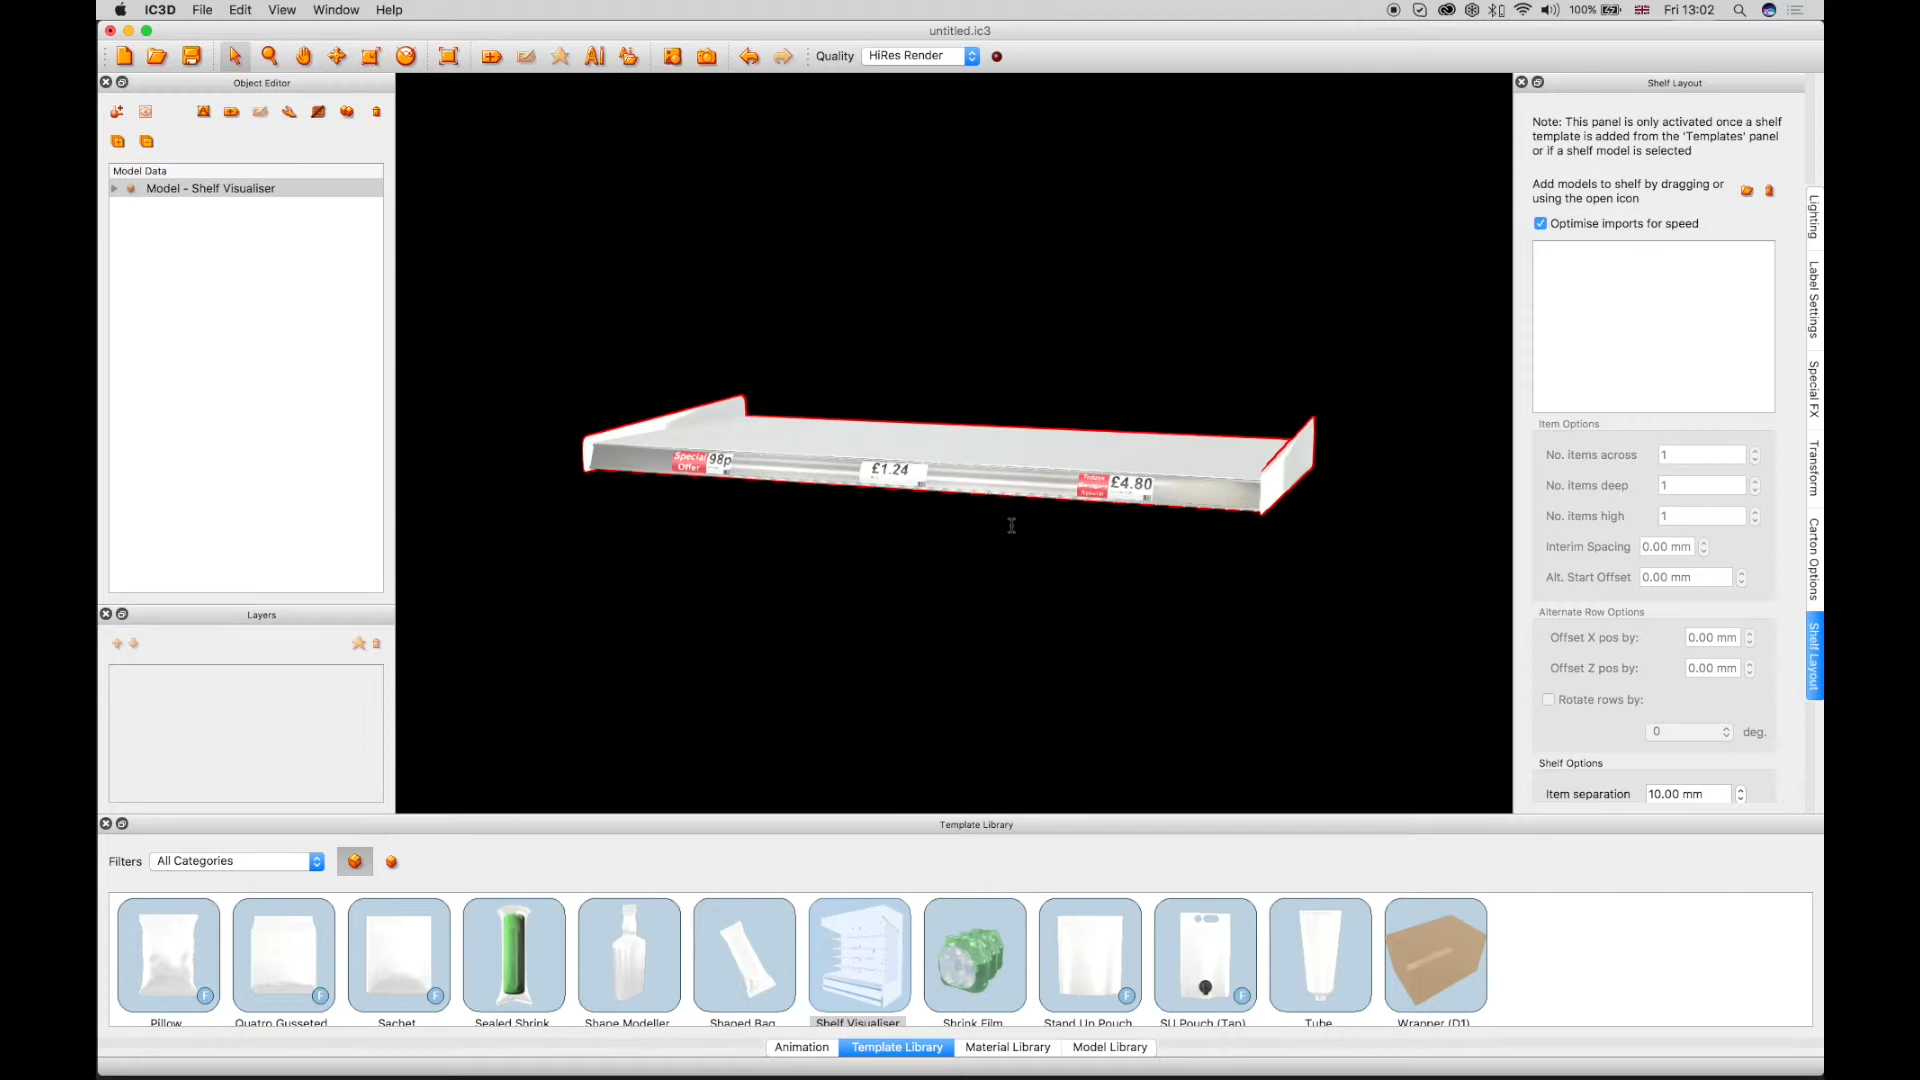 IC3D File Edit View Window Help
100% Fri 13:02
untitled.ic3
Quality HiRes Render
Object Editor
Model Data
Model - Shelf Visualiser
Layers
Special Offer 98p
£1.24
Todays Managers Special £4.80
Shelf Layout
Note: This panel is only activated once a shelf
template is added from the 'Templates' panel
or if a shelf model is selected
Add models to shelf by dragging or
using the open icon
Optimise imports for speed
Item Options
No. items across 1
No. items deep 1
No. items high 1
Interim Spacing 0.00 mm
Alt. Start Offset 0.00 mm
Alternate Row Options
Offset X pos by: 0.00 mm
Offset Z pos by: 0.00 mm
Rotate rows by:
0 deg.
Shelf Options
Item separation 10.00 mm
Lighting
Label Settings
Special FX
Transform
Carton Options
Shelf Layout
Template Library
Filters All Categories
F F F F F
Pillow Quatro Gusseted Sachet Sealed Shrink Shape Modeller Shaped Bag Shelf Visualiser Shrink Film Stand Up Pouch SU Pouch (Tap) Tube Wrapper (D1)
Animation Template Library Material Library Model Library